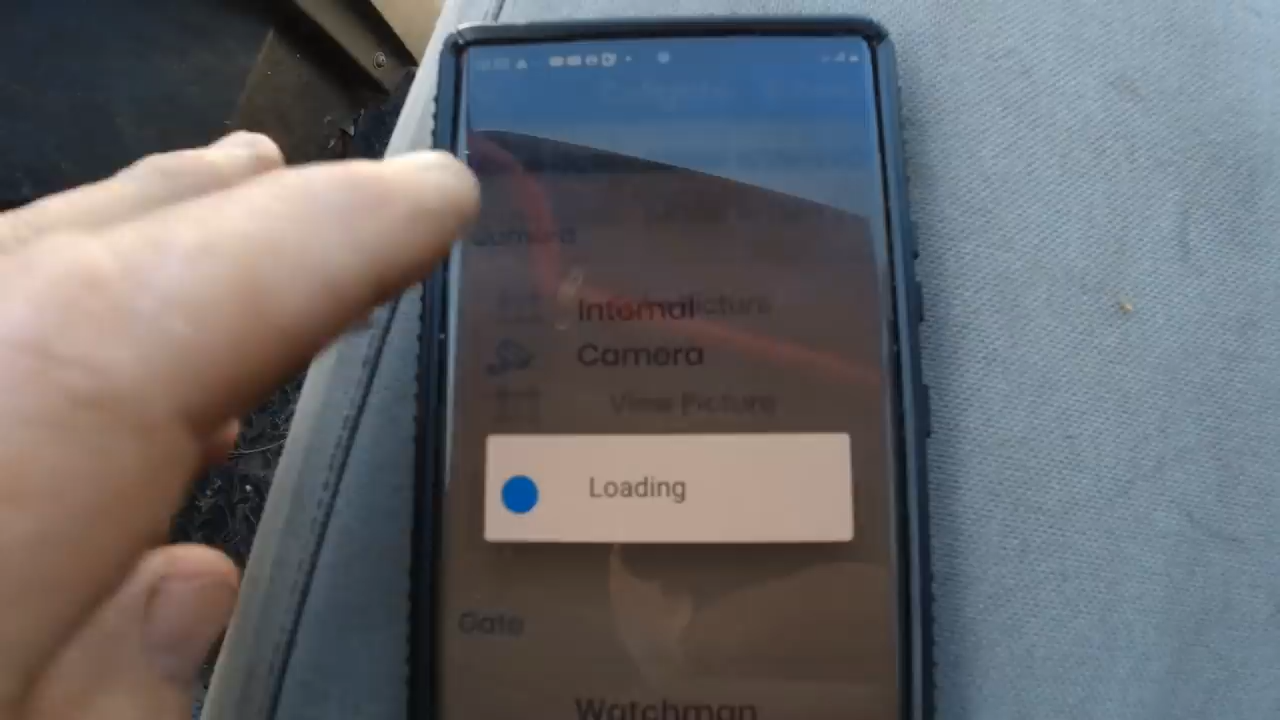 Camera
Internal Picture
Camera
View Picture
Loading
Gate
Watchman